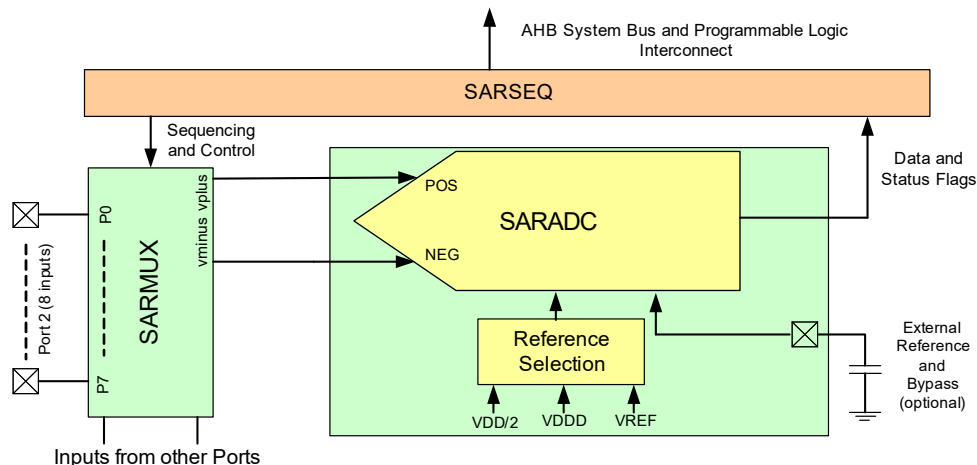 AHB System Bus and Programmable Logic
Interconnect
SARSEQ
Sequencing
and Control
Data and
Status Flags
vminus vplus
P0
POS
SARADC
NEG
SARMUX
Port 2 (8 inputs)
P7
Reference
Selection
External
Reference
and
Bypass
(optional)
VDD/2
VDDD
VREF
Inputs from other Ports